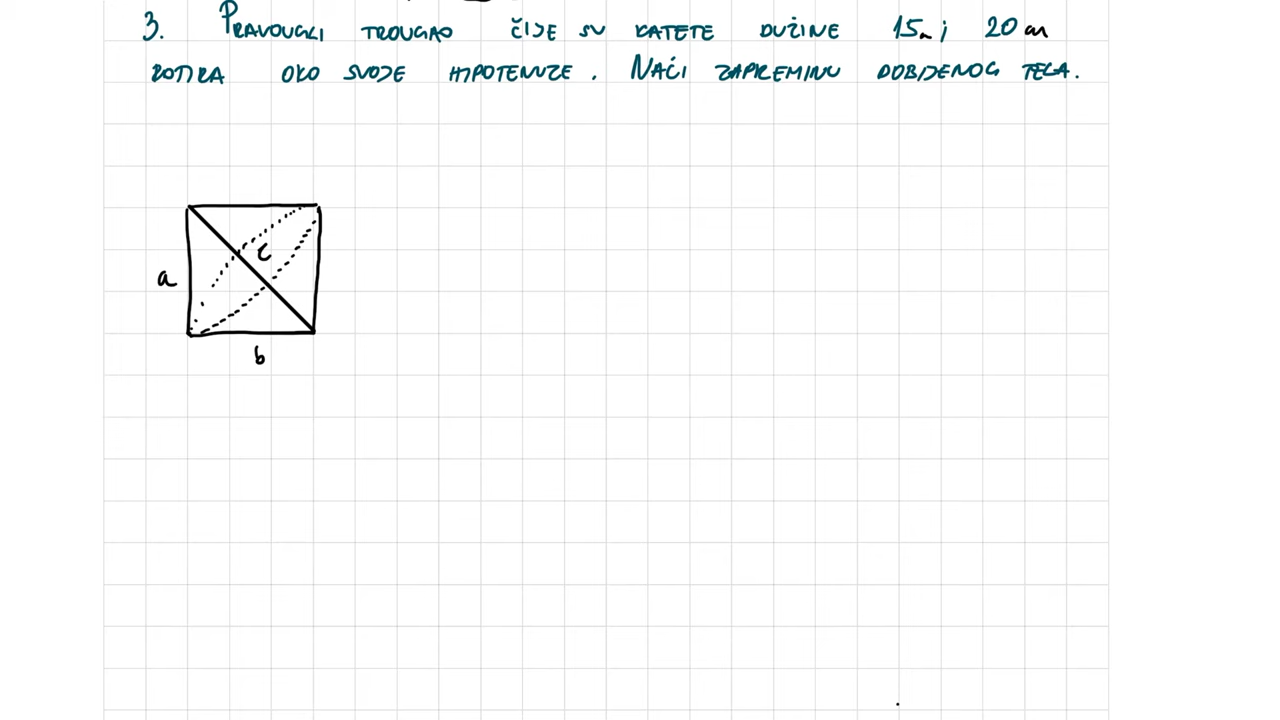 3. PRAVOUGLI TROUGAO ČIJE SU KATETE DUŽINE 15 i 20 cm
ROTIRA OKO SVOJE HIPOTENUZE. NAĆI ZAPREMINU DOBIJENOG TELA.
c
a
b